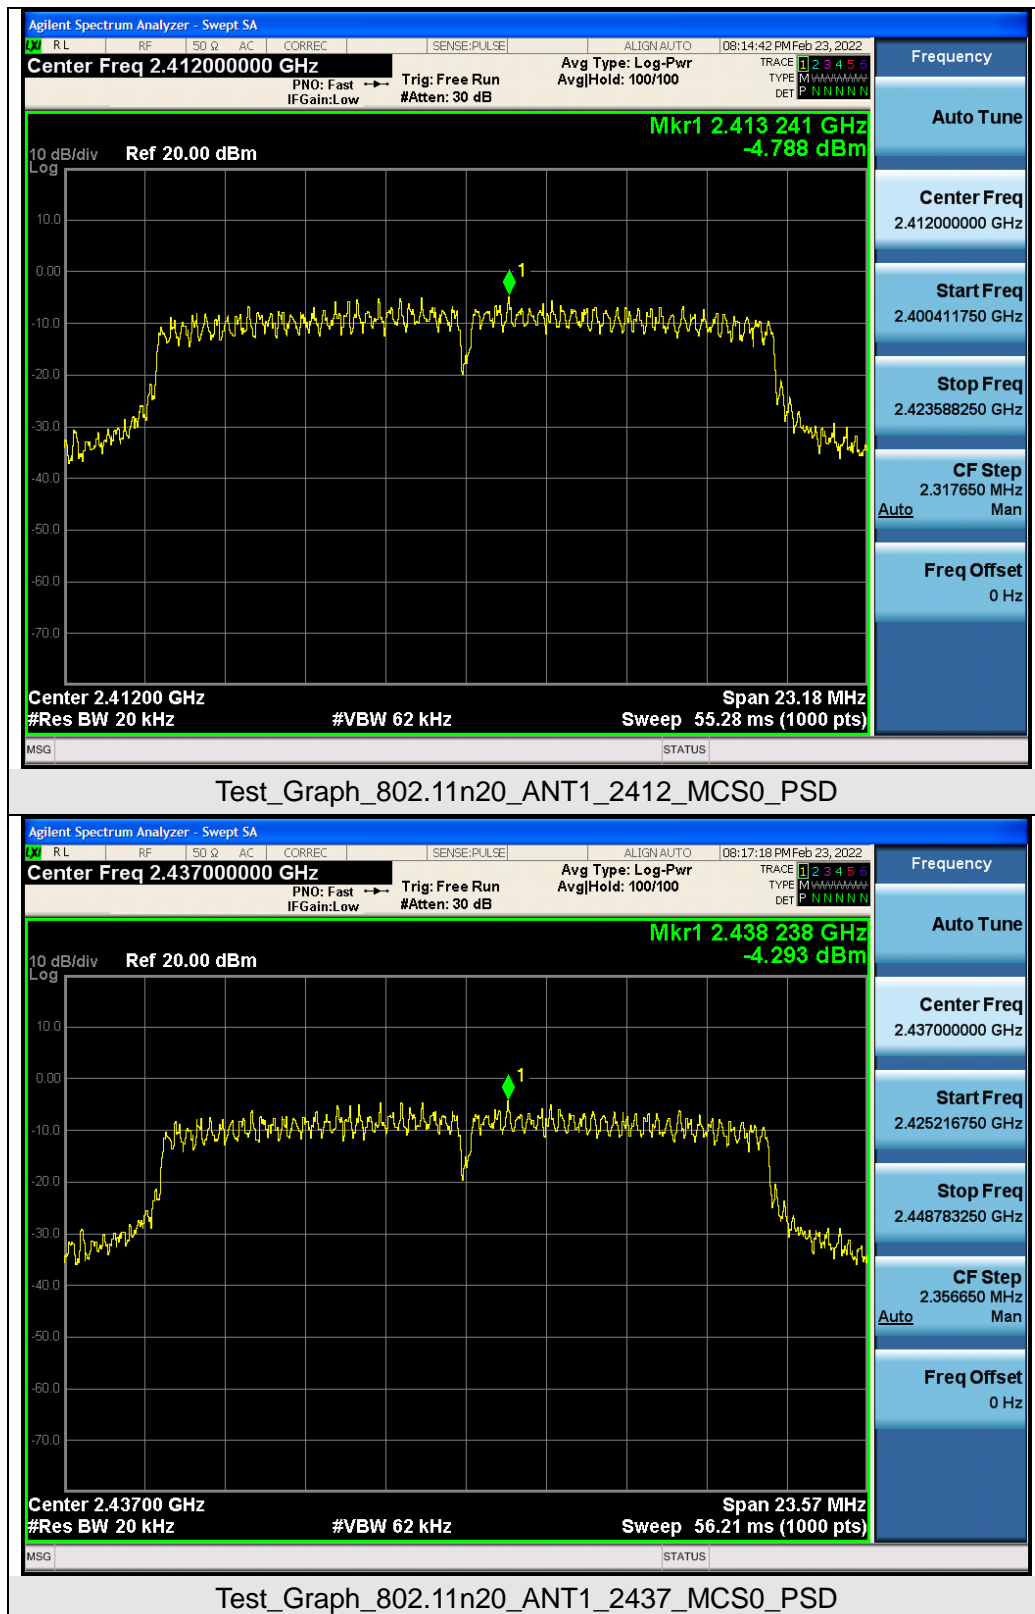 Agilent Spectrum Analyzer - Swept SA
LXI RL RF 50 Ω AC CORREC SENSE:PULSE ALIGN AUTO 08:14:42 PM Feb 23, 2022
Center Freq 2.412000000 GHz
PNO: Fast
IFGain:Low
Trig: Free Run
#Atten: 30 dB
Avg Type: Log-Pwr
Avg|Hold: 100/100
TRACE 1 2 3 4 5 6
TYPE M WWWWW
DET P N N N N N
Frequency
Auto Tune
Center Freq
2.412000000 GHz
Start Freq
2.400411750 GHz
Stop Freq
2.423588250 GHz
CF Step
2.317650 MHz
Auto Man
Freq Offset
0 Hz
Mkr1 2.413 241 GHz
-4.788 dBm
10 dB/div Ref 20.00 dBm
Log
10.0
0.00
1
-10.0
-20.0
-30.0
-40.0
-50.0
-60.0
-70.0
Center 2.41200 GHz Span 23.18 MHz
#Res BW 20 kHz #VBW 62 kHz Sweep 55.28 ms (1000 pts)
MSG STATUS
Test_Graph_802.11n20_ANT1_2412_MCS0_PSD
Agilent Spectrum Analyzer - Swept SA
LXI RL RF 50 Ω AC CORREC SENSE:PULSE ALIGN AUTO 08:17:18 PM Feb 23, 2022
Center Freq 2.437000000 GHz
PNO: Fast
IFGain:Low
Trig: Free Run
#Atten: 30 dB
Avg Type: Log-Pwr
Avg|Hold: 100/100
TRACE 1 2 3 4 5 6
TYPE M WWWWW
DET P N N N N N
Frequency
Auto Tune
Center Freq
2.437000000 GHz
Start Freq
2.425216750 GHz
Stop Freq
2.448783250 GHz
CF Step
2.356650 MHz
Auto Man
Freq Offset
0 Hz
Mkr1 2.438 238 GHz
-4.293 dBm
10 dB/div Ref 20.00 dBm
Log
10.0
0.00
1
-10.0
-20.0
-30.0
-40.0
-50.0
-60.0
-70.0
Center 2.43700 GHz Span 23.57 MHz
#Res BW 20 kHz #VBW 62 kHz Sweep 56.21 ms (1000 pts)
MSG STATUS
Test_Graph_802.11n20_ANT1_2437_MCS0_PSD